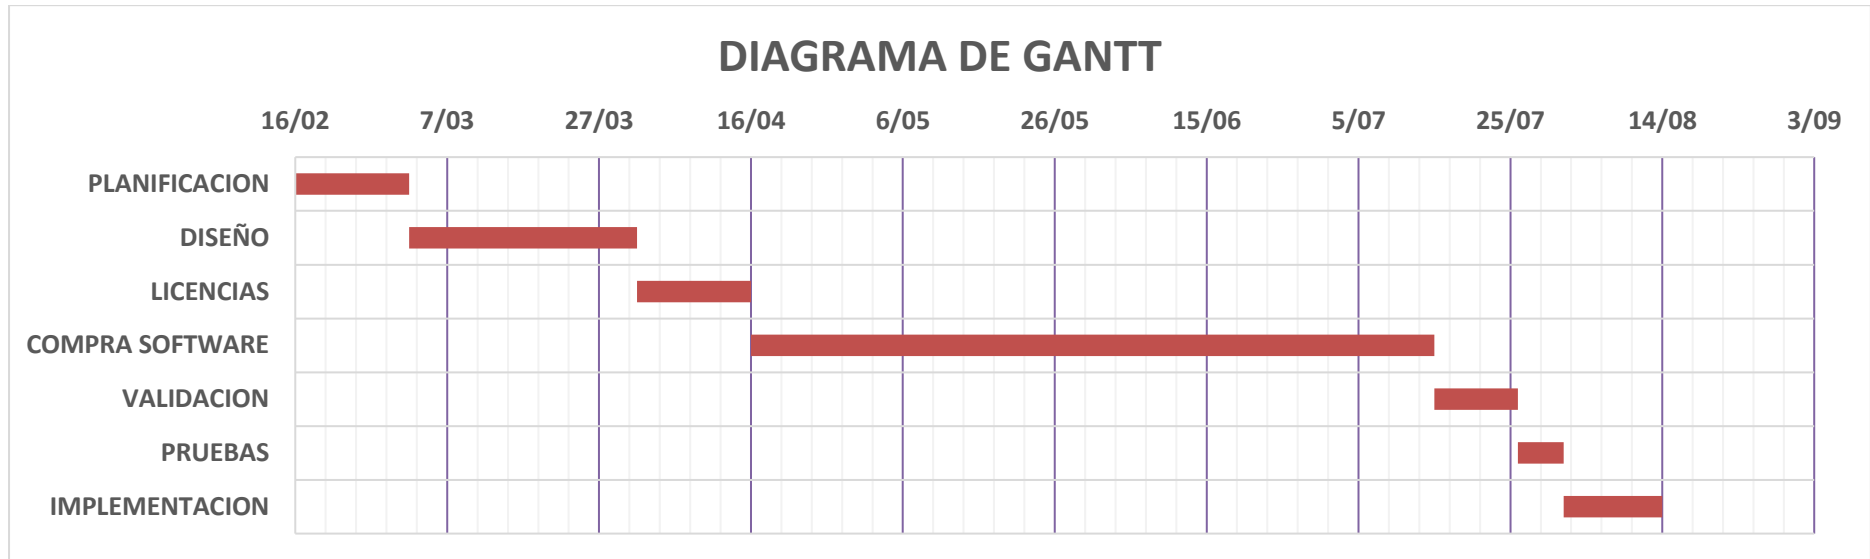 DIAGRAMA DE GANTT
16/02 7/03 27/03 16/04 6/05 26/05 15/06 5/07 25/07 14/08 3/09
PLANIFICACION
DISEÑO
LICENCIAS
COMPRA SOFTWARE
VALIDACION
PRUEBAS
IMPLEMENTACION